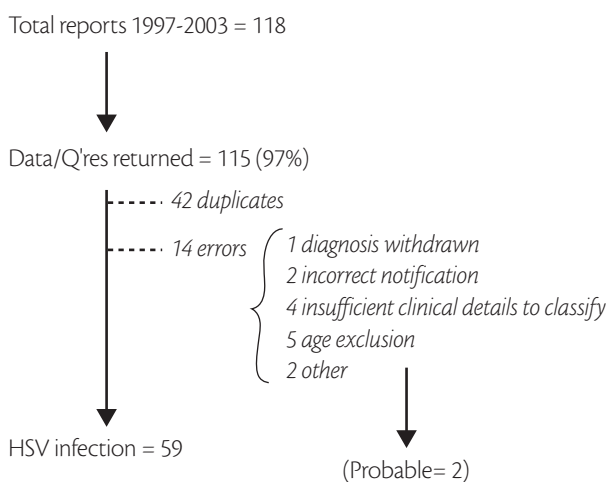 Total reports 1997-2003 = 118
Data/Q'res returned = 115 (97%)
42 duplicates
14 errors
1 diagnosis withdrawn
2 incorrect notification
4 insufficient clinical details to classify
5 age exclusion
2 other
HSV infection = 59
(Probable= 2)